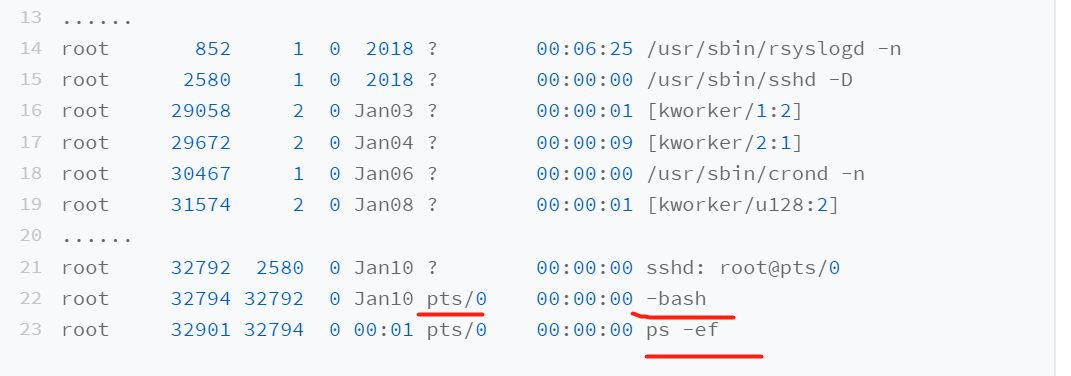 13 ......
14 root 852 1 0 2018 ? 00:06:25 /usr/sbin/rsyslogd -n
15 root 2580 1 0 2018 ? 00:00:00 /usr/sbin/sshd -D
16 root 29058 2 0 Jan03 ? 00:00:01 [kworker/1:2]
17 root 29672 2 0 Jan04 ? 00:00:09 [kworker/2:1]
18 root 30467 1 0 Jan06 ? 00:00:00 /usr/sbin/crond -n
19 root 31574 2 0 Jan08 ? 00:00:01 [kworker/u128:2]
20 ......
21 root 32792 2580 0 Jan10 ? 00:00:00 sshd: root@pts/0
22 root 32794 32792 0 Jan10 pts/0 00:00:00 -bash
23 root 32901 32794 0 00:01 pts/0 00:00:00 ps -ef